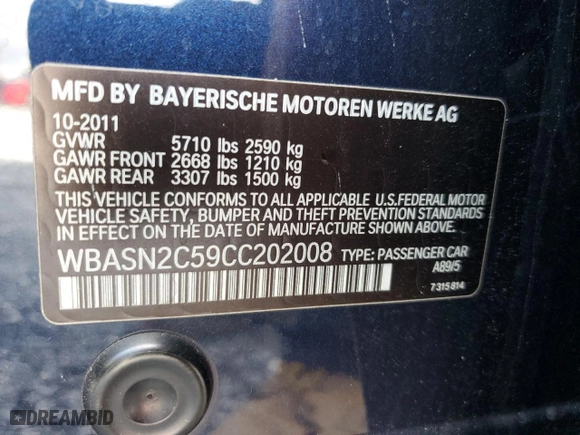 MFD BY BAYERISCHE MOTOREN WERKE AG
10-2011
GVWR 5710 lbs 2590 kg
GAWR FRONT 2668 lbs 1210 kg
GAWR REAR 3307 lbs 1500 kg
THIS VEHICLE CONFORMS TO ALL APPLICABLE U.S.FEDERAL MOTOR
VEHICLE SAFETY, BUMPER AND THEFT PREVENTION STANDARDS
IN EFFECT ON THE DATE OF MANUFACTURE SHOWN ABOVE.
WBASN2C59CC202008 TYPE: PASSENGER CAR
A89/5
7315814
DREAMBID